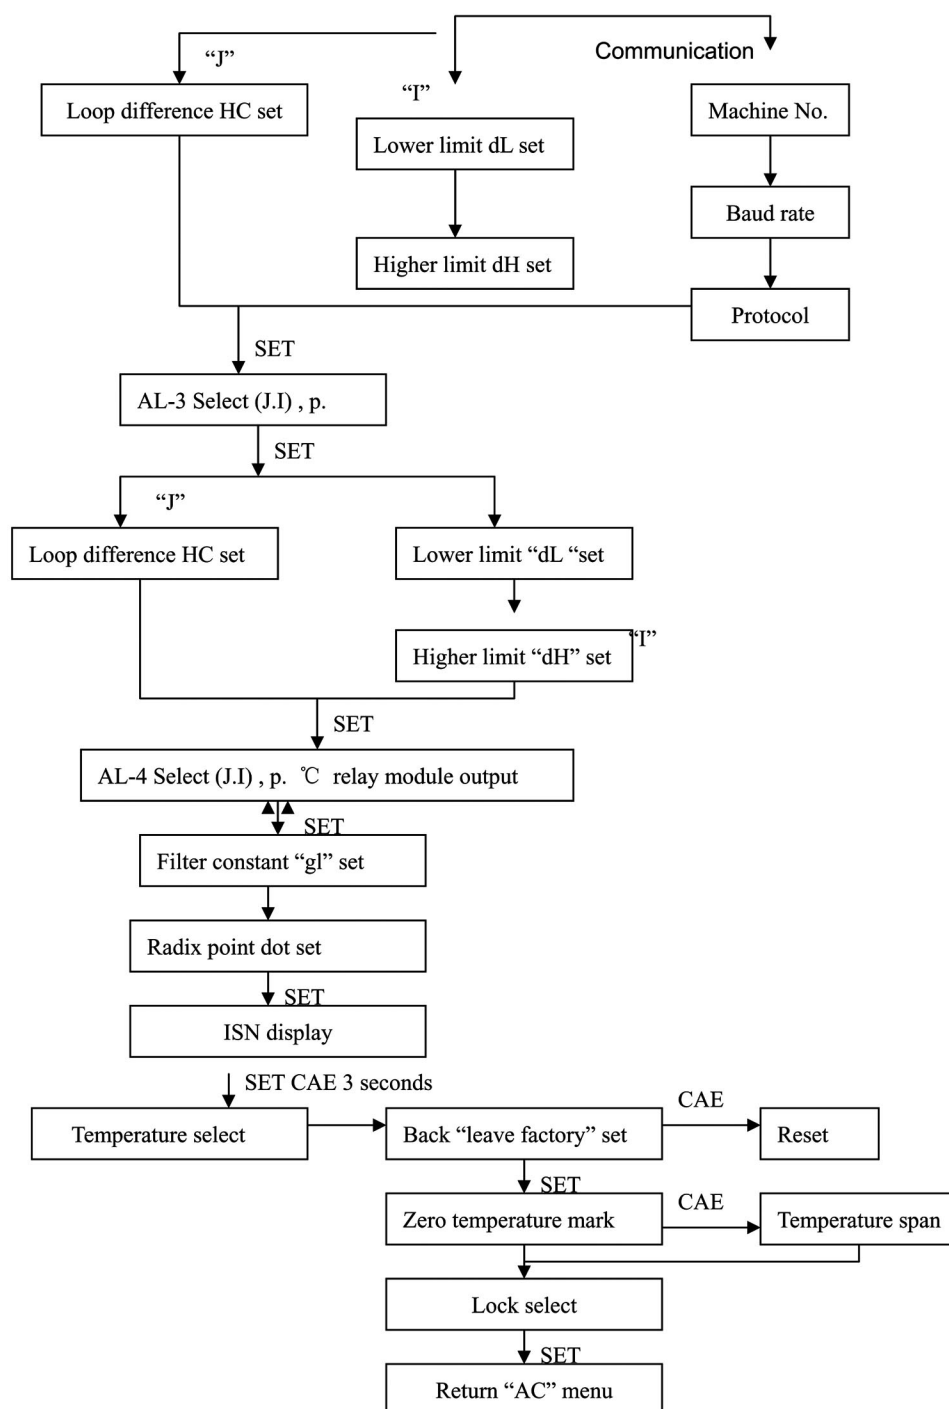 Communication
“J”
“I”
Loop difference HC set
Machine No.
Lower limit dL set
Baud rate
Higher limit dH set
Protocol
SET
AL-3 Select (J.I) , p.
SET
“J”
Loop difference HC set
Lower limit “dL “set
“I”
Higher limit “dH” set
SET
AL-4 Select (J.I) , p. ℃ relay module output
SET
Filter constant “gl” set
Radix point dot set
SET
ISN display
SET CAE 3 seconds
Temperature select
Back “leave factory” set
CAE
Reset
SET
Zero temperature mark
CAE
Temperature span
Lock select
SET
Return “AC” menu